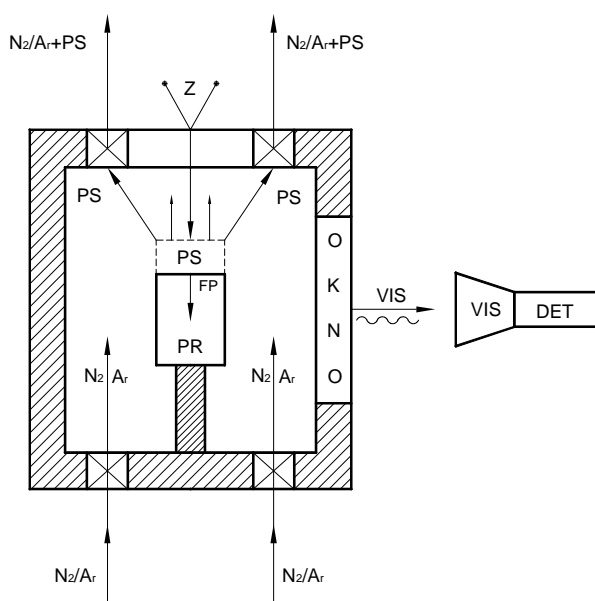 N₂/Aᵣ+PS
N₂/Aᵣ+PS
Z
PS
PS
PS
FP
PR
N₂ Aᵣ
N₂ Aᵣ
OKNO
VIS
VIS
DET
N₂/Aᵣ
N₂/Aᵣ